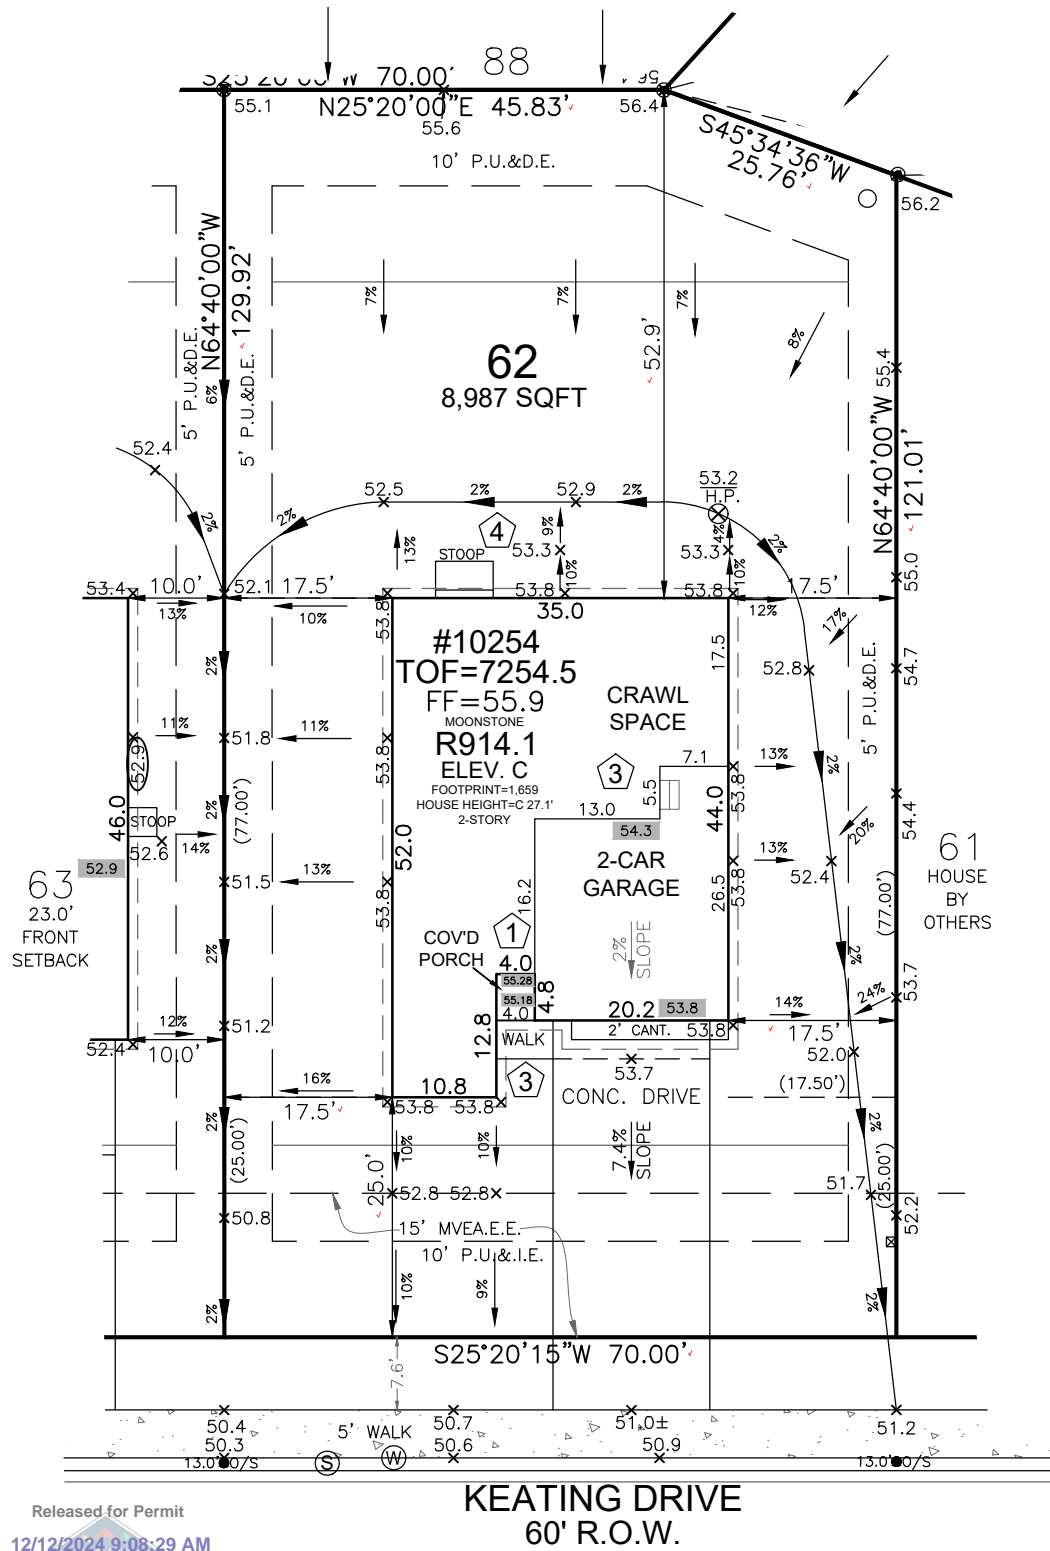 88
70.00'
55.1
N25°20'00"E 45.83'
55.6
56.4
S45°34'36"W
25.76'
56.2
10' P.U.&D.E.
N64°40'00"W 129.92'
5' P.U.&D.E.
5' P.U.&D.E.
6%
7%
7%
7%
8%
52.9'
62
8,987 SQFT
55.4
N64°40'00"W 121.01'
52.4
2%
2%
52.5
2%
52.9
2%
53.2
H.P.
2%
4
13%
STOOP
9%
53.3
10%
53.3
4%
10%
55.0
53.4
10.0'
52.1
17.5'
53.8
53.8
53.8
17.5'
13%
10%
35.0
12%
17%
#10254
TOF=7254.5
FF=55.9
MOONSTONE
R914.1
ELEV. C
FOOTPRINT=1,659
HOUSE HEIGHT=C 27.1'
2-STORY
CRAWL
SPACE
17.5
52.8
54.7
5' P.U.&D.E.
2%
11%
52.9
51.8
11%
53.8
3
7.1
5.5
13.0
54.3
44.0
53.8
13%
2%
54.4
20%
46.0
STOOP
52.6
2%
(77.00')
14%
52.0
63
23.0'
FRONT
SETBACK
52.9
51.5
13%
53.8
16.2
2-CAR
GARAGE
26.5
53.8
13%
52.4
61
HOUSE
BY
OTHERS
(77.00')
2%
1
COV'D
PORCH
4.0
55.28
55.18
4.0
4.8
2%
SLOPE
20.2
53.8
2%
24%
53.7
14%
17.5'
12%
52.4
10.0'
51.2
12.8
WALK
2' CANT.
53.8
52.0
16%
17.5'
10.8
53.8
53.8
3
53.7
CONC. DRIVE
(17.50')
2%
(25.00')
10%
10%
7.4%
SLOPE
2%
(25.00')
25.0'
52.8
52.8
51.7
52.2
50.8
15' MVEA.E.E.
10' P.U.&I.E.
2%
10%
9%
2%
S25°20'15"W 70.00'
7.6'
50.4
50.7
51.0±
51.2
5' WALK
50.3
50.6
50.9
13.0' O/S
S
W
13.0' O/S
KEATING DRIVE
60' R.O.W.
Released for Permit
12/12/2024 9:08:29 AM